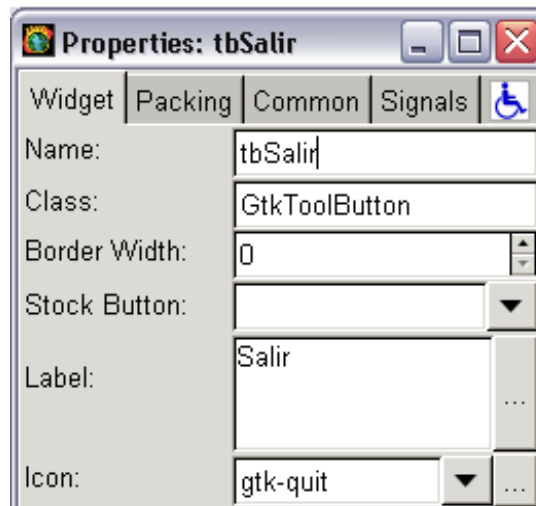 Properties: tbSalir
Widget Packing Common Signals
Name: tbSalir
Class: GtkToolButton
Border Width: 0
Stock Button:
Label: Salir
...
Icon: gtk-quit ...